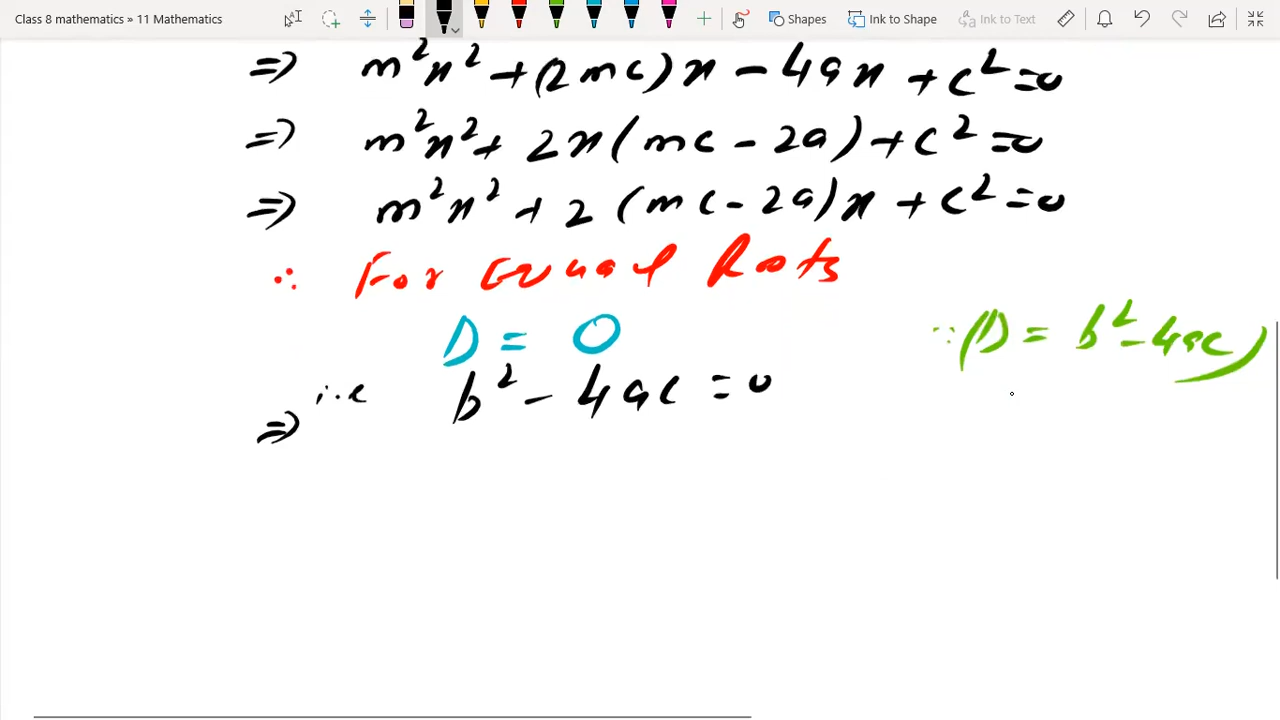 Class 8 mathematics » 11 Mathematics Shapes Ink to Shape Ink to Text
⇒ m²x² + (2mc)x - 4ax + c² = 0
⇒ m²x² + 2x(mc - 2a) + c² = 0
⇒ m²x² + 2(mc - 2a)x + c² = 0
∴ For Equal Roots
D = 0 ∵ (D = b² - 4ac)
⇒ i.e b² - 4ac = 0